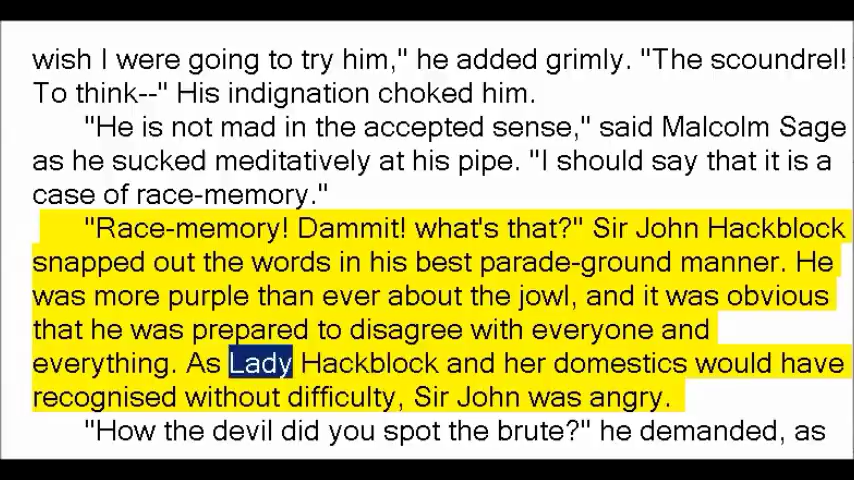 wish I were going to try him," he added grimly. "The scoundrel!
To think--" His indignation choked him.
"He is not mad in the accepted sense," said Malcolm Sage
as he sucked meditatively at his pipe. "I should say that it is a
case of race-memory."
"Race-memory! Dammit! what's that?" Sir John Hackblock
snapped out the words in his best parade-ground manner. He
was more purple than ever about the jowl, and it was obvious
that he was prepared to disagree with everyone and
everything. As Lady Hackblock and her domestics would have
recognised without difficulty, Sir John was angry.
"How the devil did you spot the brute?" he demanded, as